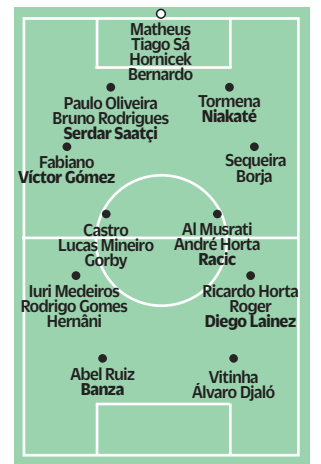 Matheus
Tiago Sá
Hornicek
Bernardo
Paulo Oliveira
Bruno Rodrigues
Serdar Saatçi
Tormena
Niakaté
Fabiano
Víctor Gómez
Sequeira
Borja
Castro
Lucas Mineiro
Gorby
Al Musrati
André Horta
Racic
Iuri Medeiros
Rodrigo Gomes
Hernâni
Ricardo Horta
Roger
Diego Lainez
Abel Ruiz
Banza
Vitinha
Álvaro Djaló